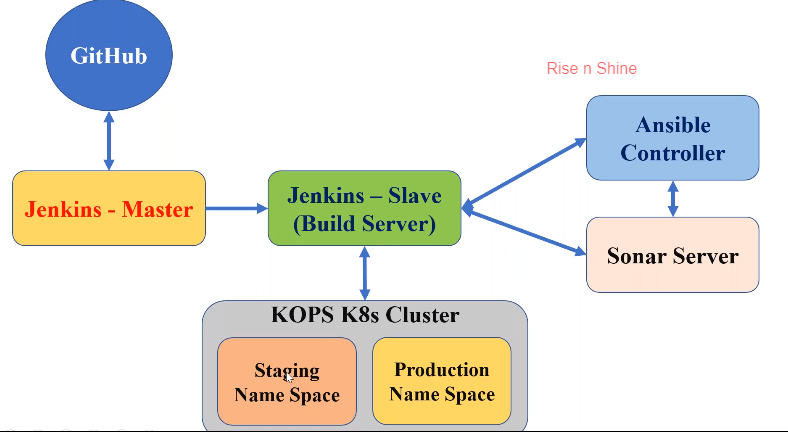 GitHub
Rise n Shine
Ansible
Controller
Jenkins - Master
Jenkins – Slave
(Build Server)
Sonar Server
KOPS K8s Cluster
Staging
Name Space
Production
Name Space